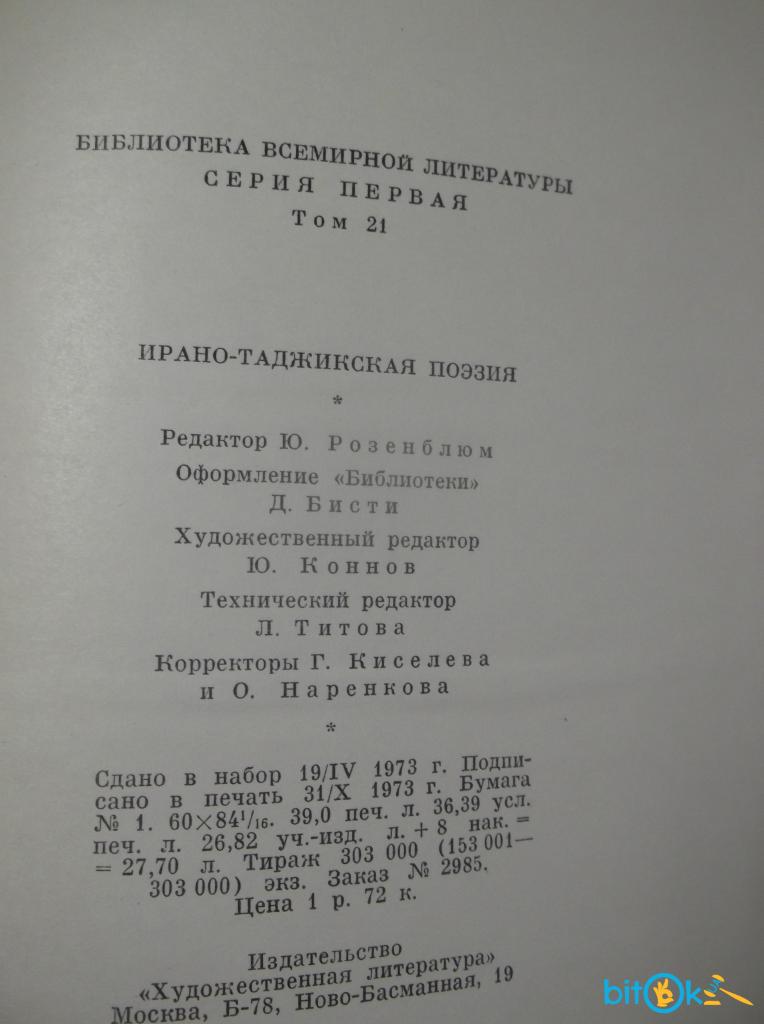 БИБЛИОТЕКА ВСЕМИРНОЙ ЛИТЕРАТУРЫ
СЕРИЯ ПЕРВАЯ
Том 21
ИРАНО-ТАДЖИКСКАЯ ПОЭЗИЯ
*
Редактор Ю. Розенблюм
Оформление «Библиотеки»
Д. Бисти
Художественный редактор
Ю. Коннов
Технический редактор
Л. Титова
Корректоры Г. Киселева
и О. Наренкова
*
Сдано в набор 19/IV 1973 г. Подпи-
сано в печать 31/X 1973 г. Бумага
№ 1. 60×84¹/₁₆. 39,0 печ. л. 36,39 усл.
печ. л. 26,82 уч.-изд. л. + 8 нак. =
= 27,70 л. Тираж 303 000 (153 001—
303 000) экз. Заказ № 2985.
Цена 1 р. 72 к.
Издательство
«Художественная литература»
Москва, Б-78, Ново-Басманная, 19
bitok